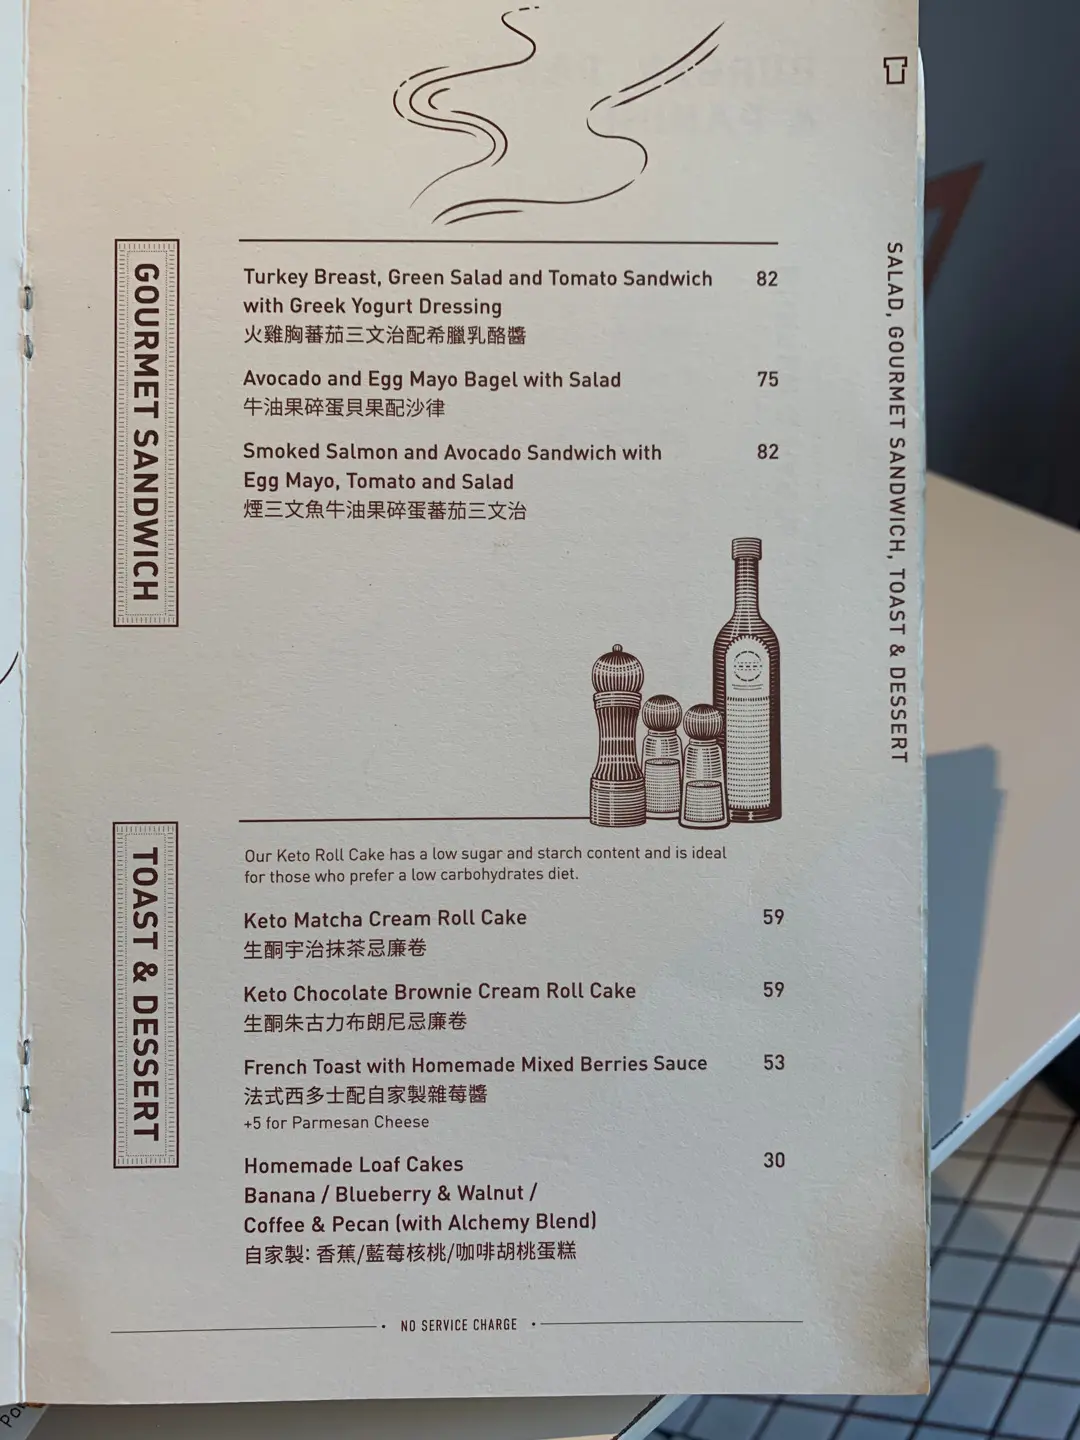 GOURMET SANDWICH
Turkey Breast, Green Salad and Tomato Sandwich 82
with Greek Yogurt Dressing
火雞胸蕃茄三文治配希臘乳酪醬
Avocado and Egg Mayo Bagel with Salad 75
牛油果碎蛋貝果配沙律
Smoked Salmon and Avocado Sandwich with 82
Egg Mayo, Tomato and Salad
煙三文魚牛油果碎蛋蕃茄三文治
TOAST & DESSERT
Our Keto Roll Cake has a low sugar and starch content and is ideal
for those who prefer a low carbohydrates diet.
Keto Matcha Cream Roll Cake 59
生酮宇治抹茶忌廉卷
Keto Chocolate Brownie Cream Roll Cake 59
生酮朱古力布朗尼忌廉卷
French Toast with Homemade Mixed Berries Sauce 53
法式西多士配自家製雜莓醬
+5 for Parmesan Cheese
Homemade Loaf Cakes 30
Banana / Blueberry & Walnut /
Coffee & Pecan (with Alchemy Blend)
自家製: 香蕉/藍莓核桃/咖啡胡桃蛋糕
• NO SERVICE CHARGE •
SALAD, GOURMET SANDWICH, TOAST & DESSERT